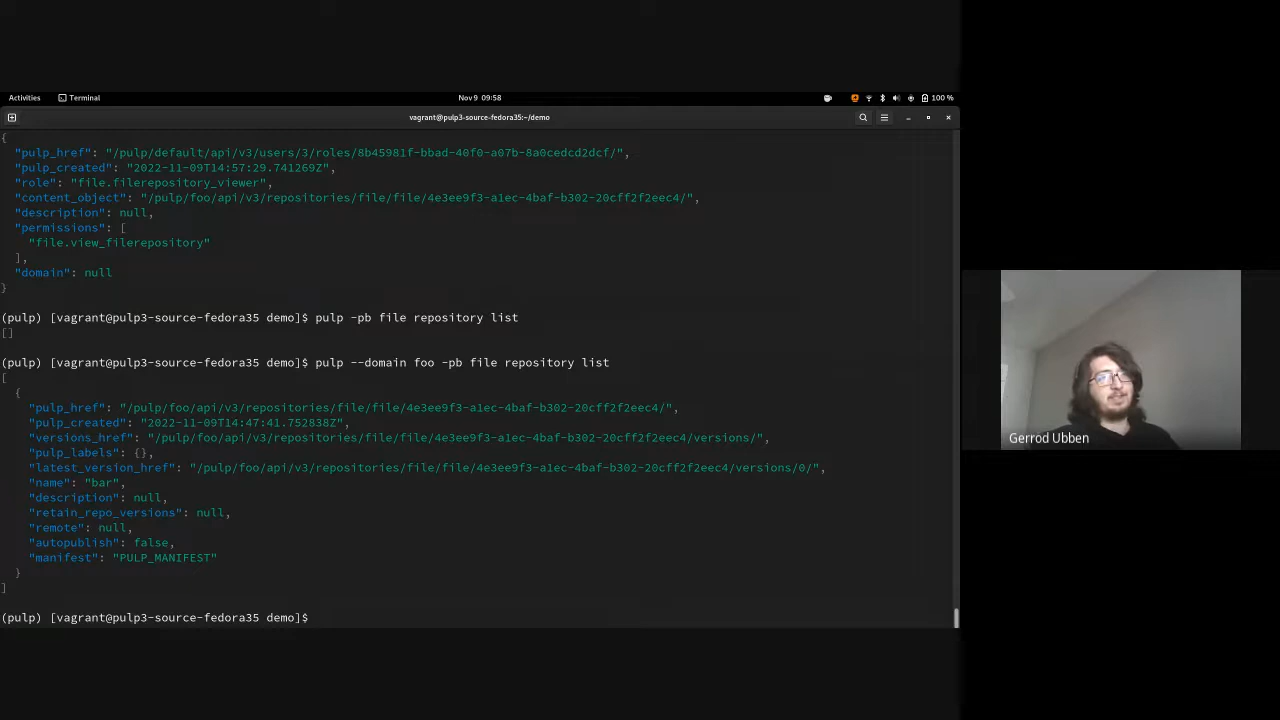 Activities
Terminal
Nov 9 09:58
100 %
vagrant@pulp3-source-fedora35:~/demo
{
"pulp_href": "/pulp/default/api/v3/users/3/roles/8b45981f-bbad-40f0-a07b-8a0cedcd2dcf/",
"pulp_created": "2022-11-09T14:57:29.741269Z",
"role": "file.filerepository_viewer",
"content_object": "/pulp/foo/api/v3/repositories/file/file/4e3ee9f3-a1ec-4baf-b302-20cff2f2eec4/",
"description": null,
"permissions": [
"file.view_filerepository"
],
"domain": null
}
(pulp) [vagrant@pulp3-source-fedora35 demo]$ pulp -pb file repository list
[]
(pulp) [vagrant@pulp3-source-fedora35 demo]$ pulp --domain foo -pb file repository list
[
{
"pulp_href": "/pulp/foo/api/v3/repositories/file/file/4e3ee9f3-a1ec-4baf-b302-20cff2f2eec4/",
"pulp_created": "2022-11-09T14:47:41.752838Z",
"versions_href": "/pulp/foo/api/v3/repositories/file/file/4e3ee9f3-a1ec-4baf-b302-20cff2f2eec4/versions/",
"pulp_labels": {},
"latest_version_href": "/pulp/foo/api/v3/repositories/file/file/4e3ee9f3-a1ec-4baf-b302-20cff2f2eec4/versions/0/",
"name": "bar",
"description": null,
"retain_repo_versions": null,
"remote": null,
"autopublish": false,
"manifest": "PULP_MANIFEST"
}
]
(pulp) [vagrant@pulp3-source-fedora35 demo]$
Gerrod Ubben